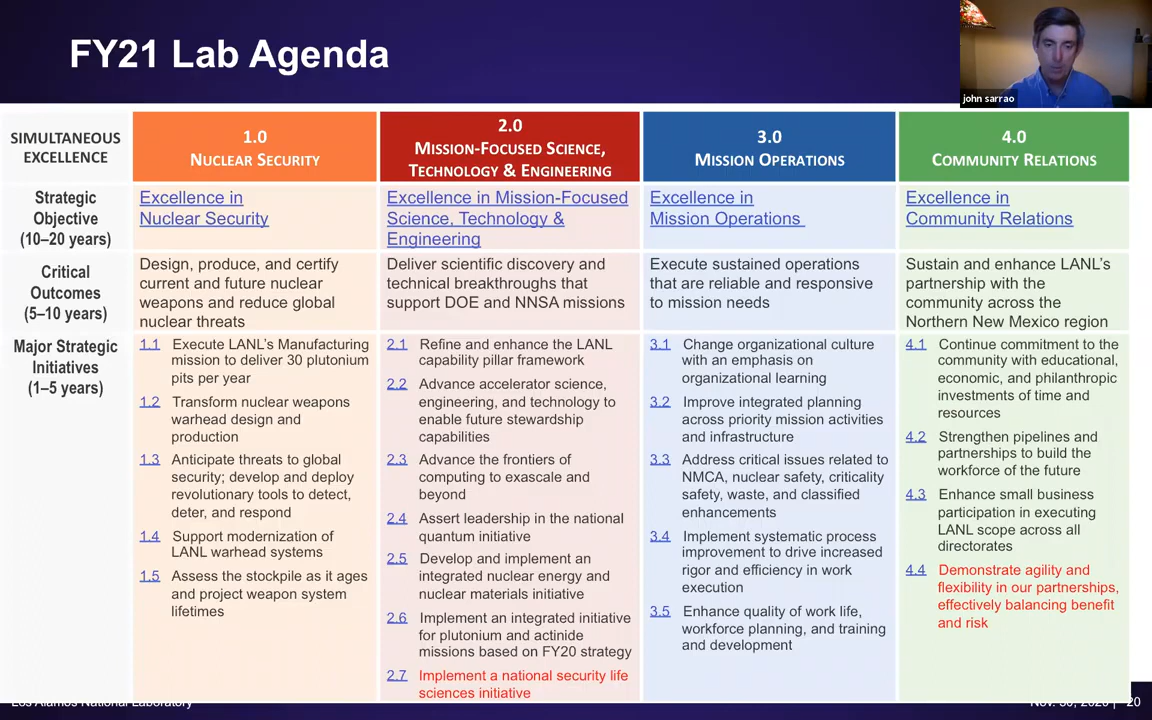 FY21 Lab Agenda
john sarrao
SIMULTANEOUS
EXCELLENCE
1.0
NUCLEAR SECURITY
2.0
MISSION-FOCUSED SCIENCE,
TECHNOLOGY & ENGINEERING
3.0
MISSION OPERATIONS
4.0
COMMUNITY RELATIONS
Strategic
Objective
(10–20 years)
Excellence in
Nuclear Security
Excellence in Mission-Focused
Science, Technology &
Engineering
Excellence in
Mission Operations
Excellence in
Community Relations
Critical
Outcomes
(5–10 years)
Design, produce, and certify
current and future nuclear
weapons and reduce global
nuclear threats
Deliver scientific discovery and
technical breakthroughs that
support DOE and NNSA missions
Execute sustained operations
that are reliable and responsive
to mission needs
Sustain and enhance LANL's
partnership with the
community across the
Northern New Mexico region
Major Strategic
Initiatives
(1–5 years)
1.1 Execute LANL's Manufacturing
mission to deliver 30 plutonium
pits per year
1.2 Transform nuclear weapons
warhead design and
production
1.3 Anticipate threats to global
security; develop and deploy
revolutionary tools to detect,
deter, and respond
1.4 Support modernization of
LANL warhead systems
1.5 Assess the stockpile as it ages
and project weapon system
lifetimes
2.1 Refine and enhance the LANL
capability pillar framework
2.2 Advance accelerator science,
engineering, and technology to
enable future stewardship
capabilities
2.3 Advance the frontiers of
computing to exascale and
beyond
2.4 Assert leadership in the national
quantum initiative
2.5 Develop and implement an
integrated nuclear energy and
nuclear materials initiative
2.6 Implement an integrated initiative
for plutonium and actinide
missions based on FY20 strategy
2.7 Implement a national security life
sciences initiative
3.1 Change organizational culture
with an emphasis on
organizational learning
3.2 Improve integrated planning
across priority mission activities
and infrastructure
3.3 Address critical issues related to
NMCA, nuclear safety, criticality
safety, waste, and classified
enhancements
3.4 Implement systematic process
improvement to drive increased
rigor and efficiency in work
execution
3.5 Enhance quality of work life,
workforce planning, and training
and development
4.1 Continue commitment to the
community with educational,
economic, and philanthropic
investments of time and
resources
4.2 Strengthen pipelines and
partnerships to build the
workforce of the future
4.3 Enhance small business
participation in executing
LANL scope across all
directorates
4.4 Demonstrate agility and
flexibility in our partnerships,
effectively balancing benefit
and risk
Los Alamos National Laboratory
Nov. 30, 2020 | 20